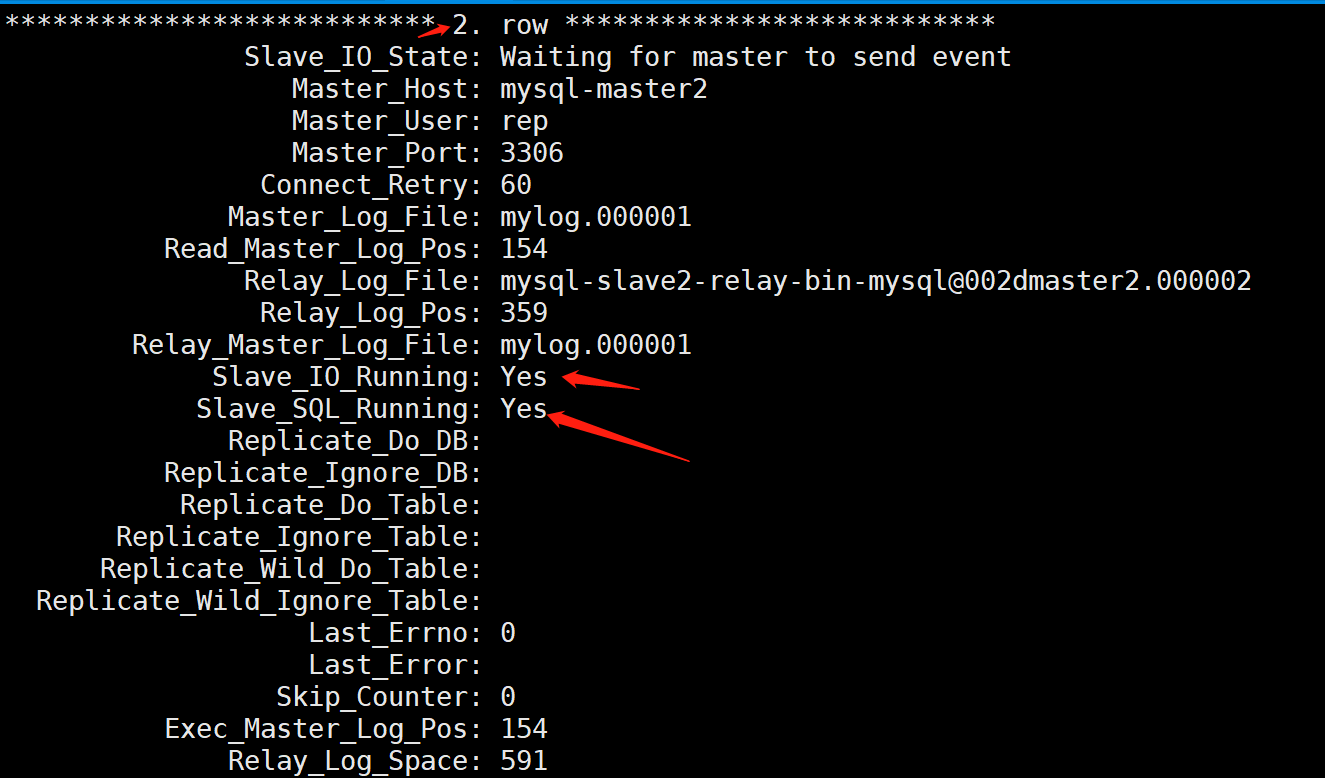 *************************** 2. row ***************************
Slave_IO_State: Waiting for master to send event
Master_Host: mysql-master2
Master_User: rep
Master_Port: 3306
Connect_Retry: 60
Master_Log_File: mylog.000001
Read_Master_Log_Pos: 154
Relay_Log_File: mysql-slave2-relay-bin-mysql@002dmaster2.000002
Relay_Log_Pos: 359
Relay_Master_Log_File: mylog.000001
Slave_IO_Running: Yes
Slave_SQL_Running: Yes
Replicate_Do_DB:
Replicate_Ignore_DB:
Replicate_Do_Table:
Replicate_Ignore_Table:
Replicate_Wild_Do_Table:
Replicate_Wild_Ignore_Table:
Last_Errno: 0
Last_Error:
Skip_Counter: 0
Exec_Master_Log_Pos: 154
Relay_Log_Space: 591